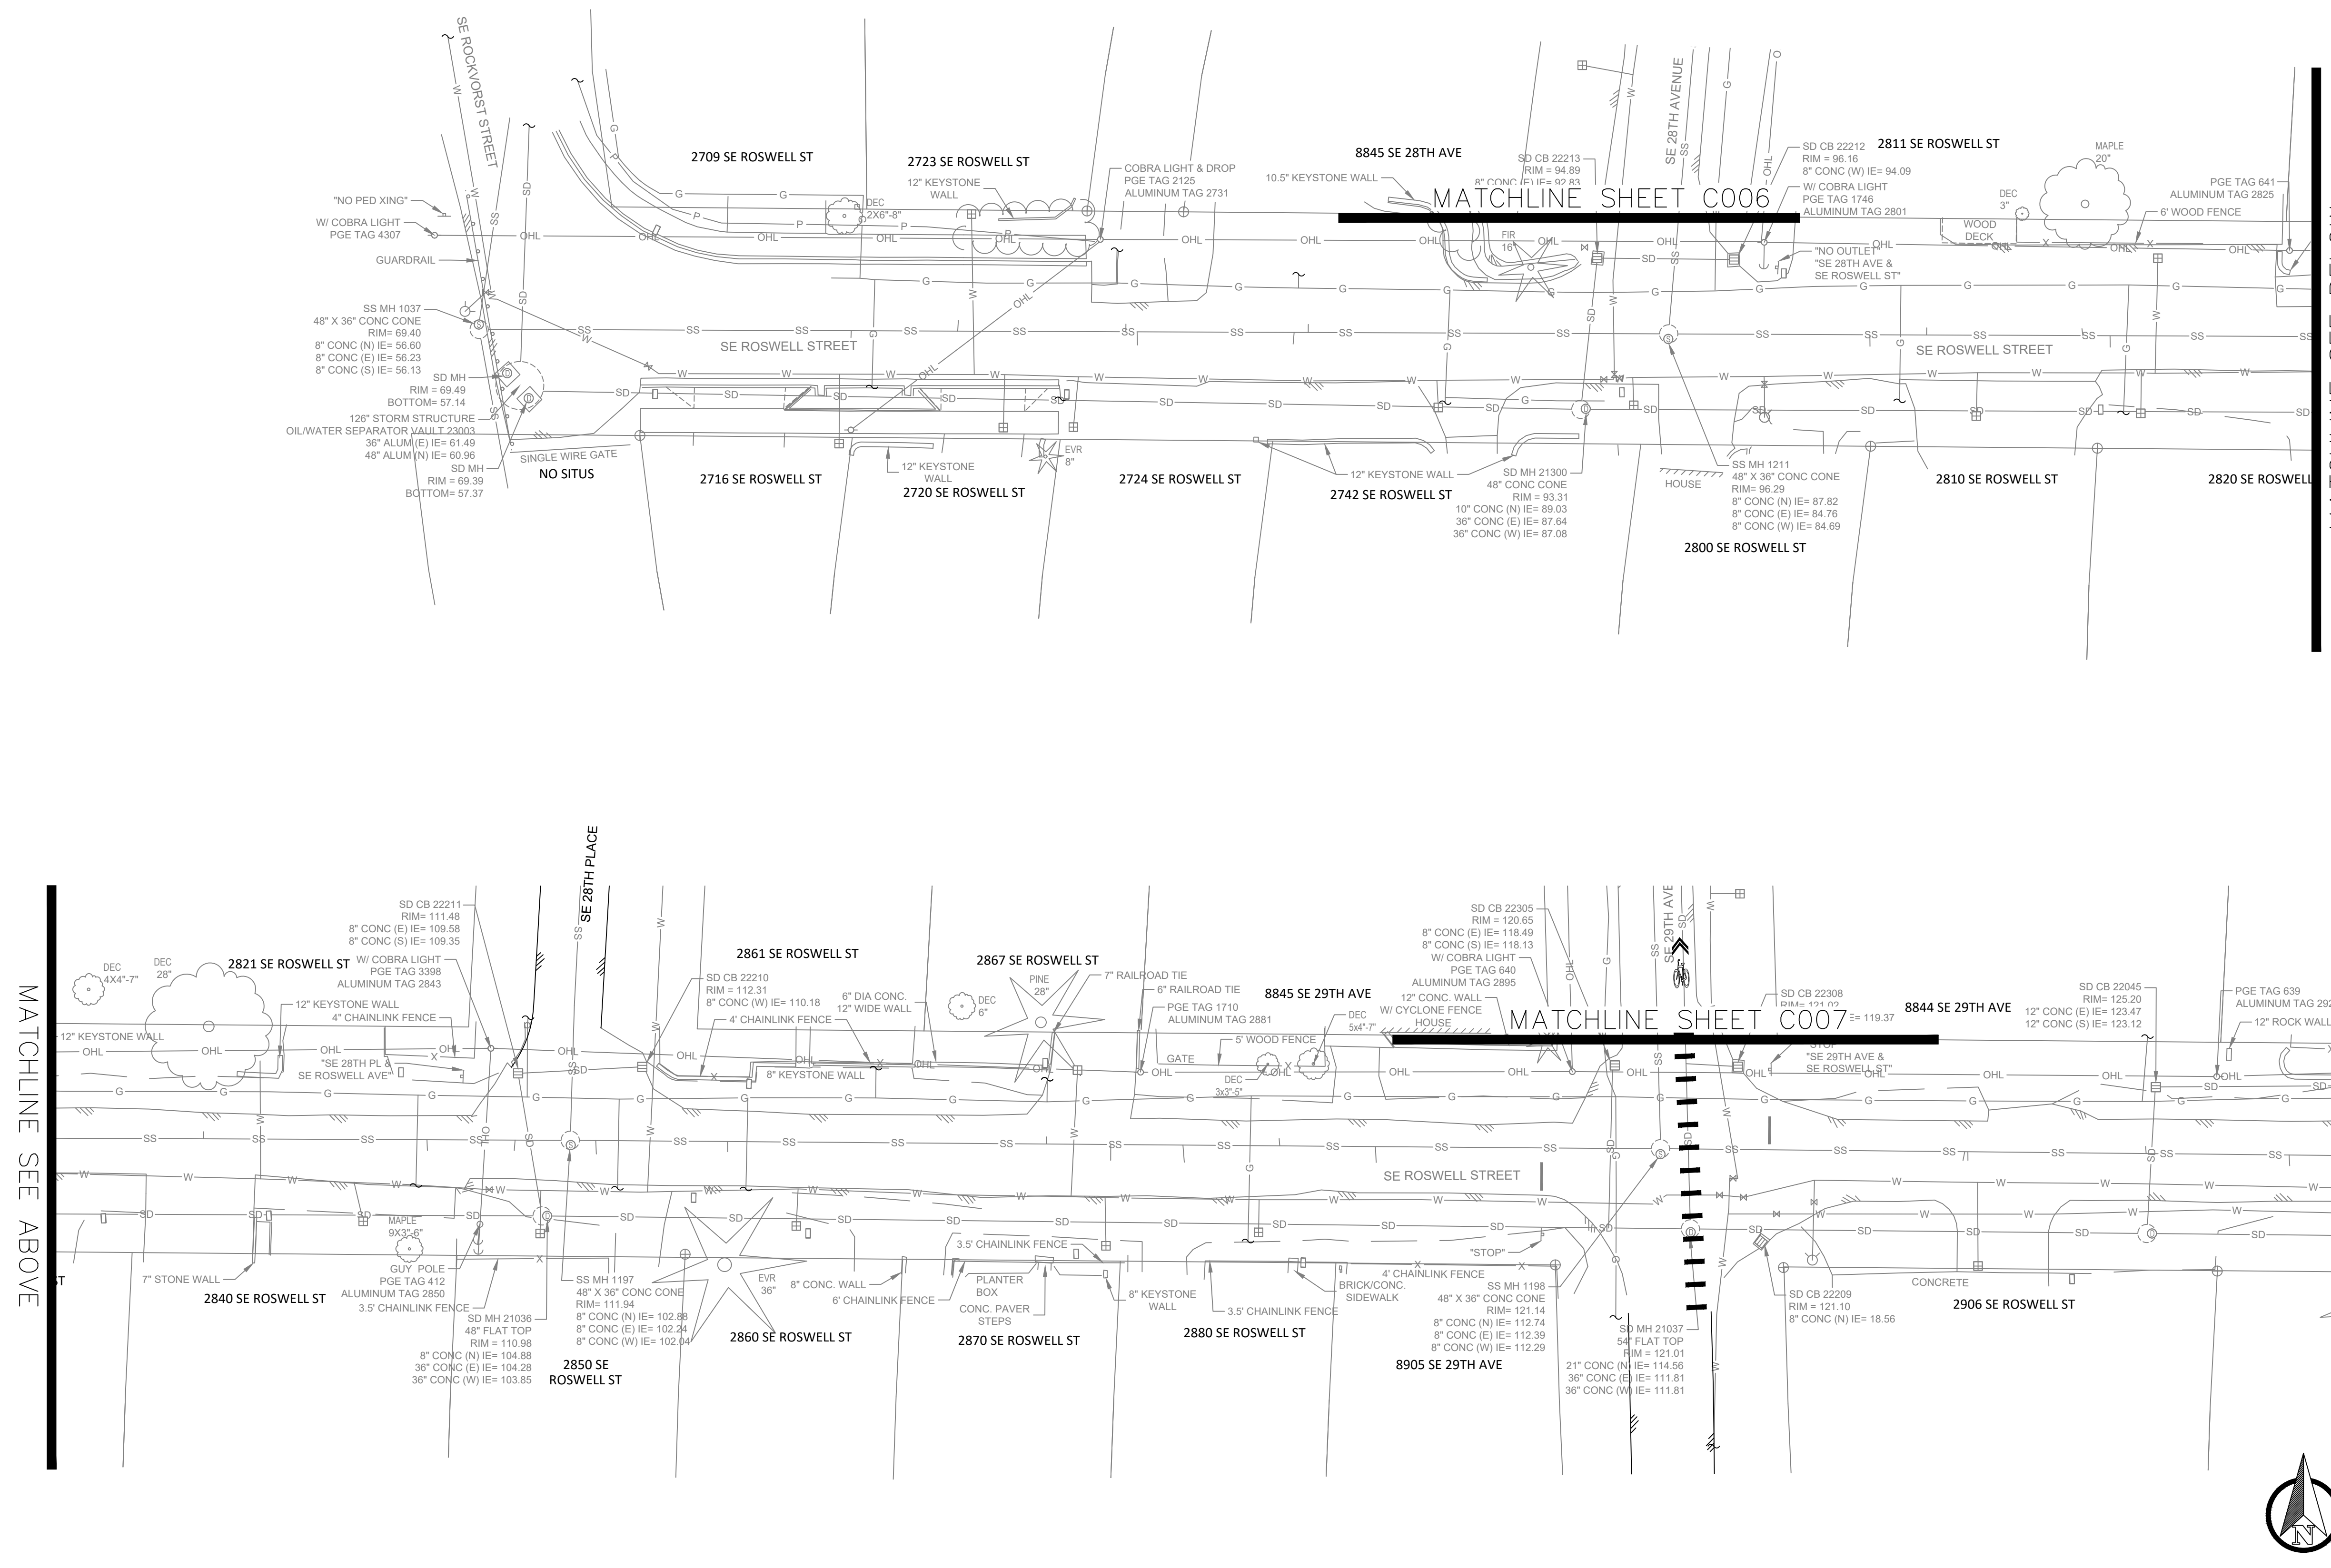 SE ROCKVORST STREET
2709 SE ROSWELL ST
2723 SE ROSWELL ST
12" KEYSTONE
WALL
DEC
2X6"-8"
COBRA LIGHT & DROP
PGE TAG 2125
ALUMINUM TAG 2731
"NO PED XING"
W/ COBRA LIGHT
PGE TAG 4307
GUARDRAIL
SS MH 1037
48" X 36" CONC CONE
RIM= 69.40
8" CONC (N) IE= 56.60
8" CONC (E) IE= 56.23
8" CONC (S) IE= 56.13
SD MH
RIM = 69.49
BOTTOM= 57.14
126" STORM STRUCTURE
OIL/WATER SEPARATOR VAULT 23003
36" ALUM (E) IE= 61.49
48" ALUM (N) IE= 60.96
SD MH
RIM = 69.39
BOTTOM= 57.37
SINGLE WIRE GATE
NO SITUS
SE ROSWELL STREET
2716 SE ROSWELL ST
12" KEYSTONE
WALL
2720 SE ROSWELL ST
EVR
8"
2724 SE ROSWELL ST
8845 SE 28TH AVE
10.5" KEYSTONE WALL
SD CB 22213
RIM = 94.89
8" CONC (E) IE= 92.83
MATCHLINE SHEET C006
FIR
16"
SE 28TH AVENUE
SD CB 22212
RIM = 96.16
8" CONC (W) IE= 94.09
W/ COBRA LIGHT
PGE TAG 1746
ALUMINUM TAG 2801
2811 SE ROSWELL ST
"NO OUTLET"
"SE 28TH AVE &
SE ROSWELL ST"
DEC
3"
WOOD
DECK
MAPLE
20"
PGE TAG 641
ALUMINUM TAG 2825
6' WOOD FENCE
SE ROSWELL STREET
12" KEYSTONE WALL
2742 SE ROSWELL ST
SD MH 21300
48" CONC CONE
RIM = 93.31
10" CONC (N) IE= 89.03
36" CONC (E) IE= 87.64
36" CONC (W) IE= 87.08
HOUSE
SS MH 1211
48" X 36" CONC CONE
RIM= 96.29
8" CONC (N) IE= 87.82
8" CONC (E) IE= 84.76
8" CONC (W) IE= 84.69
2800 SE ROSWELL ST
2810 SE ROSWELL ST
2820 SE ROSWELL
MATCHLINE SEE ABOVE
SE 28TH PLACE
DEC
4X4"-7"
DEC
28"
2821 SE ROSWELL ST
SD CB 22211
RIM= 111.48
8" CONC (E) IE= 109.58
8" CONC (S) IE= 109.35
W/ COBRA LIGHT
PGE TAG 3398
ALUMINUM TAG 2843
12" KEYSTONE WALL
12" KEYSTONE WALL
4" CHAINLINK FENCE
"SE 28TH PL &
SE ROSWELL AVE"
2861 SE ROSWELL ST
SD CB 22210
RIM = 112.31
8" CONC (W) IE= 110.18
4' CHAINLINK FENCE
6" DIA CONC.
12" WIDE WALL
8" KEYSTONE WALL
2867 SE ROSWELL ST
DEC
6"
PINE
28"
7" RAILROAD TIE
6" RAILROAD TIE
PGE TAG 1710
ALUMINUM TAG 2881
GATE
5' WOOD FENCE
8845 SE 29TH AVE
DEC
3x3"-5"
DEC
5x4"-7"
SD CB 22305
RIM = 120.65
8" CONC (E) IE= 118.49
8" CONC (S) IE= 118.13
W/ COBRA LIGHT
PGE TAG 640
ALUMINUM TAG 2895
12" CONC. WALL
W/ CYCLONE FENCE
HOUSE
SE 29TH AVE
MATCHLINE SHEET C007
SD CB 22308
RIM= 121.02
IE= 119.37
"STOP"
"SE 29TH AVE &
SE ROSWELL ST"
8844 SE 29TH AVE
SD CB 22045
RIM= 125.20
12" CONC (E) IE= 123.47
12" CONC (S) IE= 123.12
PGE TAG 639
ALUMINUM TAG
12" ROCK WALL
SE ROSWELL STREET
ST
7" STONE WALL
2840 SE ROSWELL ST
MAPLE
9X3"-6"
GUY POLE
PGE TAG 412
ALUMINUM TAG 2850
3.5' CHAINLINK FENCE
SD MH 21036
48" FLAT TOP
RIM = 110.98
8" CONC (N) IE= 104.88
36" CONC (E) IE= 104.28
36" CONC (W) IE= 103.85
SS MH 1197
48" X 36" CONC CONE
RIM= 111.94
8" CONC (N) IE= 102.88
8" CONC (E) IE= 102.24
8" CONC (W) IE= 102.04
2850 SE
ROSWELL ST
EVR
36"
2860 SE ROSWELL ST
8" CONC. WALL
6' CHAINLINK FENCE
3.5' CHAINLINK FENCE
PLANTER
BOX
CONC. PAVER
STEPS
2870 SE ROSWELL ST
8" KEYSTONE
WALL
3.5' CHAINLINK FENCE
2880 SE ROSWELL ST
BRICK/CONC.
SIDEWALK
4' CHAINLINK FENCE
"STOP"
SS MH 1198
48" X 36" CONC CONE
RIM= 121.14
8" CONC (N) IE= 112.74
8" CONC (E) IE= 112.39
8" CONC (W) IE= 112.29
8905 SE 29TH AVE
SD MH 21037
54" FLAT TOP
RIM = 121.01
21" CONC (N) IE= 114.56
36" CONC (E) IE= 111.81
36" CONC (W) IE= 111.81
SD CB 22209
RIM = 121.10
8" CONC (N) IE= 18.56
CONCRETE
2906 SE ROSWELL ST
N